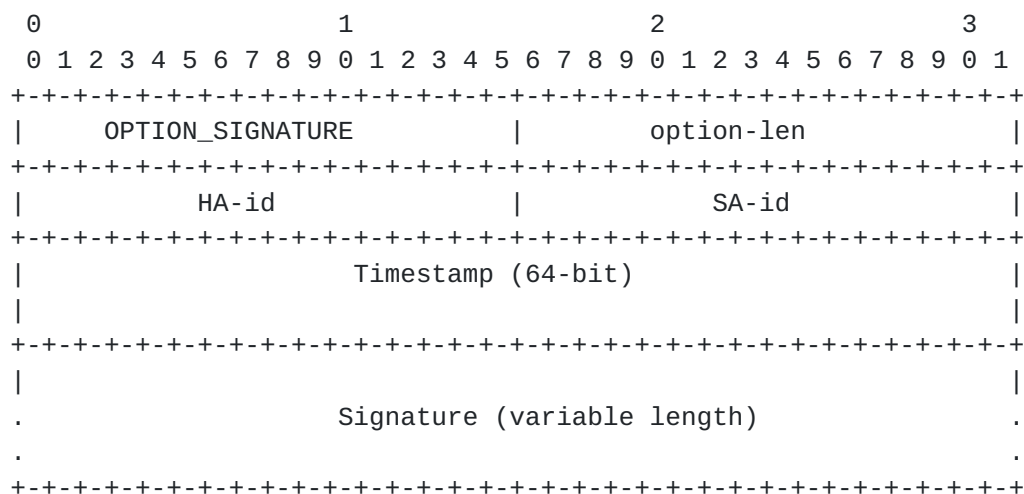 0                   1                   2                   3
 0 1 2 3 4 5 6 7 8 9 0 1 2 3 4 5 6 7 8 9 0 1 2 3 4 5 6 7 8 9 0 1
+-+-+-+-+-+-+-+-+-+-+-+-+-+-+-+-+-+-+-+-+-+-+-+-+-+-+-+-+-+-+-+-+
|     OPTION_SIGNATURE          |        option-len             |
+-+-+-+-+-+-+-+-+-+-+-+-+-+-+-+-+-+-+-+-+-+-+-+-+-+-+-+-+-+-+-+-+
|           HA-id               |            SA-id              |
+-+-+-+-+-+-+-+-+-+-+-+-+-+-+-+-+-+-+-+-+-+-+-+-+-+-+-+-+-+-+-+-+
|                     Timestamp (64-bit)                        |
|                                                               |
+-+-+-+-+-+-+-+-+-+-+-+-+-+-+-+-+-+-+-+-+-+-+-+-+-+-+-+-+-+-+-+-+
|                                                               |
.                    Signature (variable length)                .
.                                                               .
+-+-+-+-+-+-+-+-+-+-+-+-+-+-+-+-+-+-+-+-+-+-+-+-+-+-+-+-+-+-+-+-+